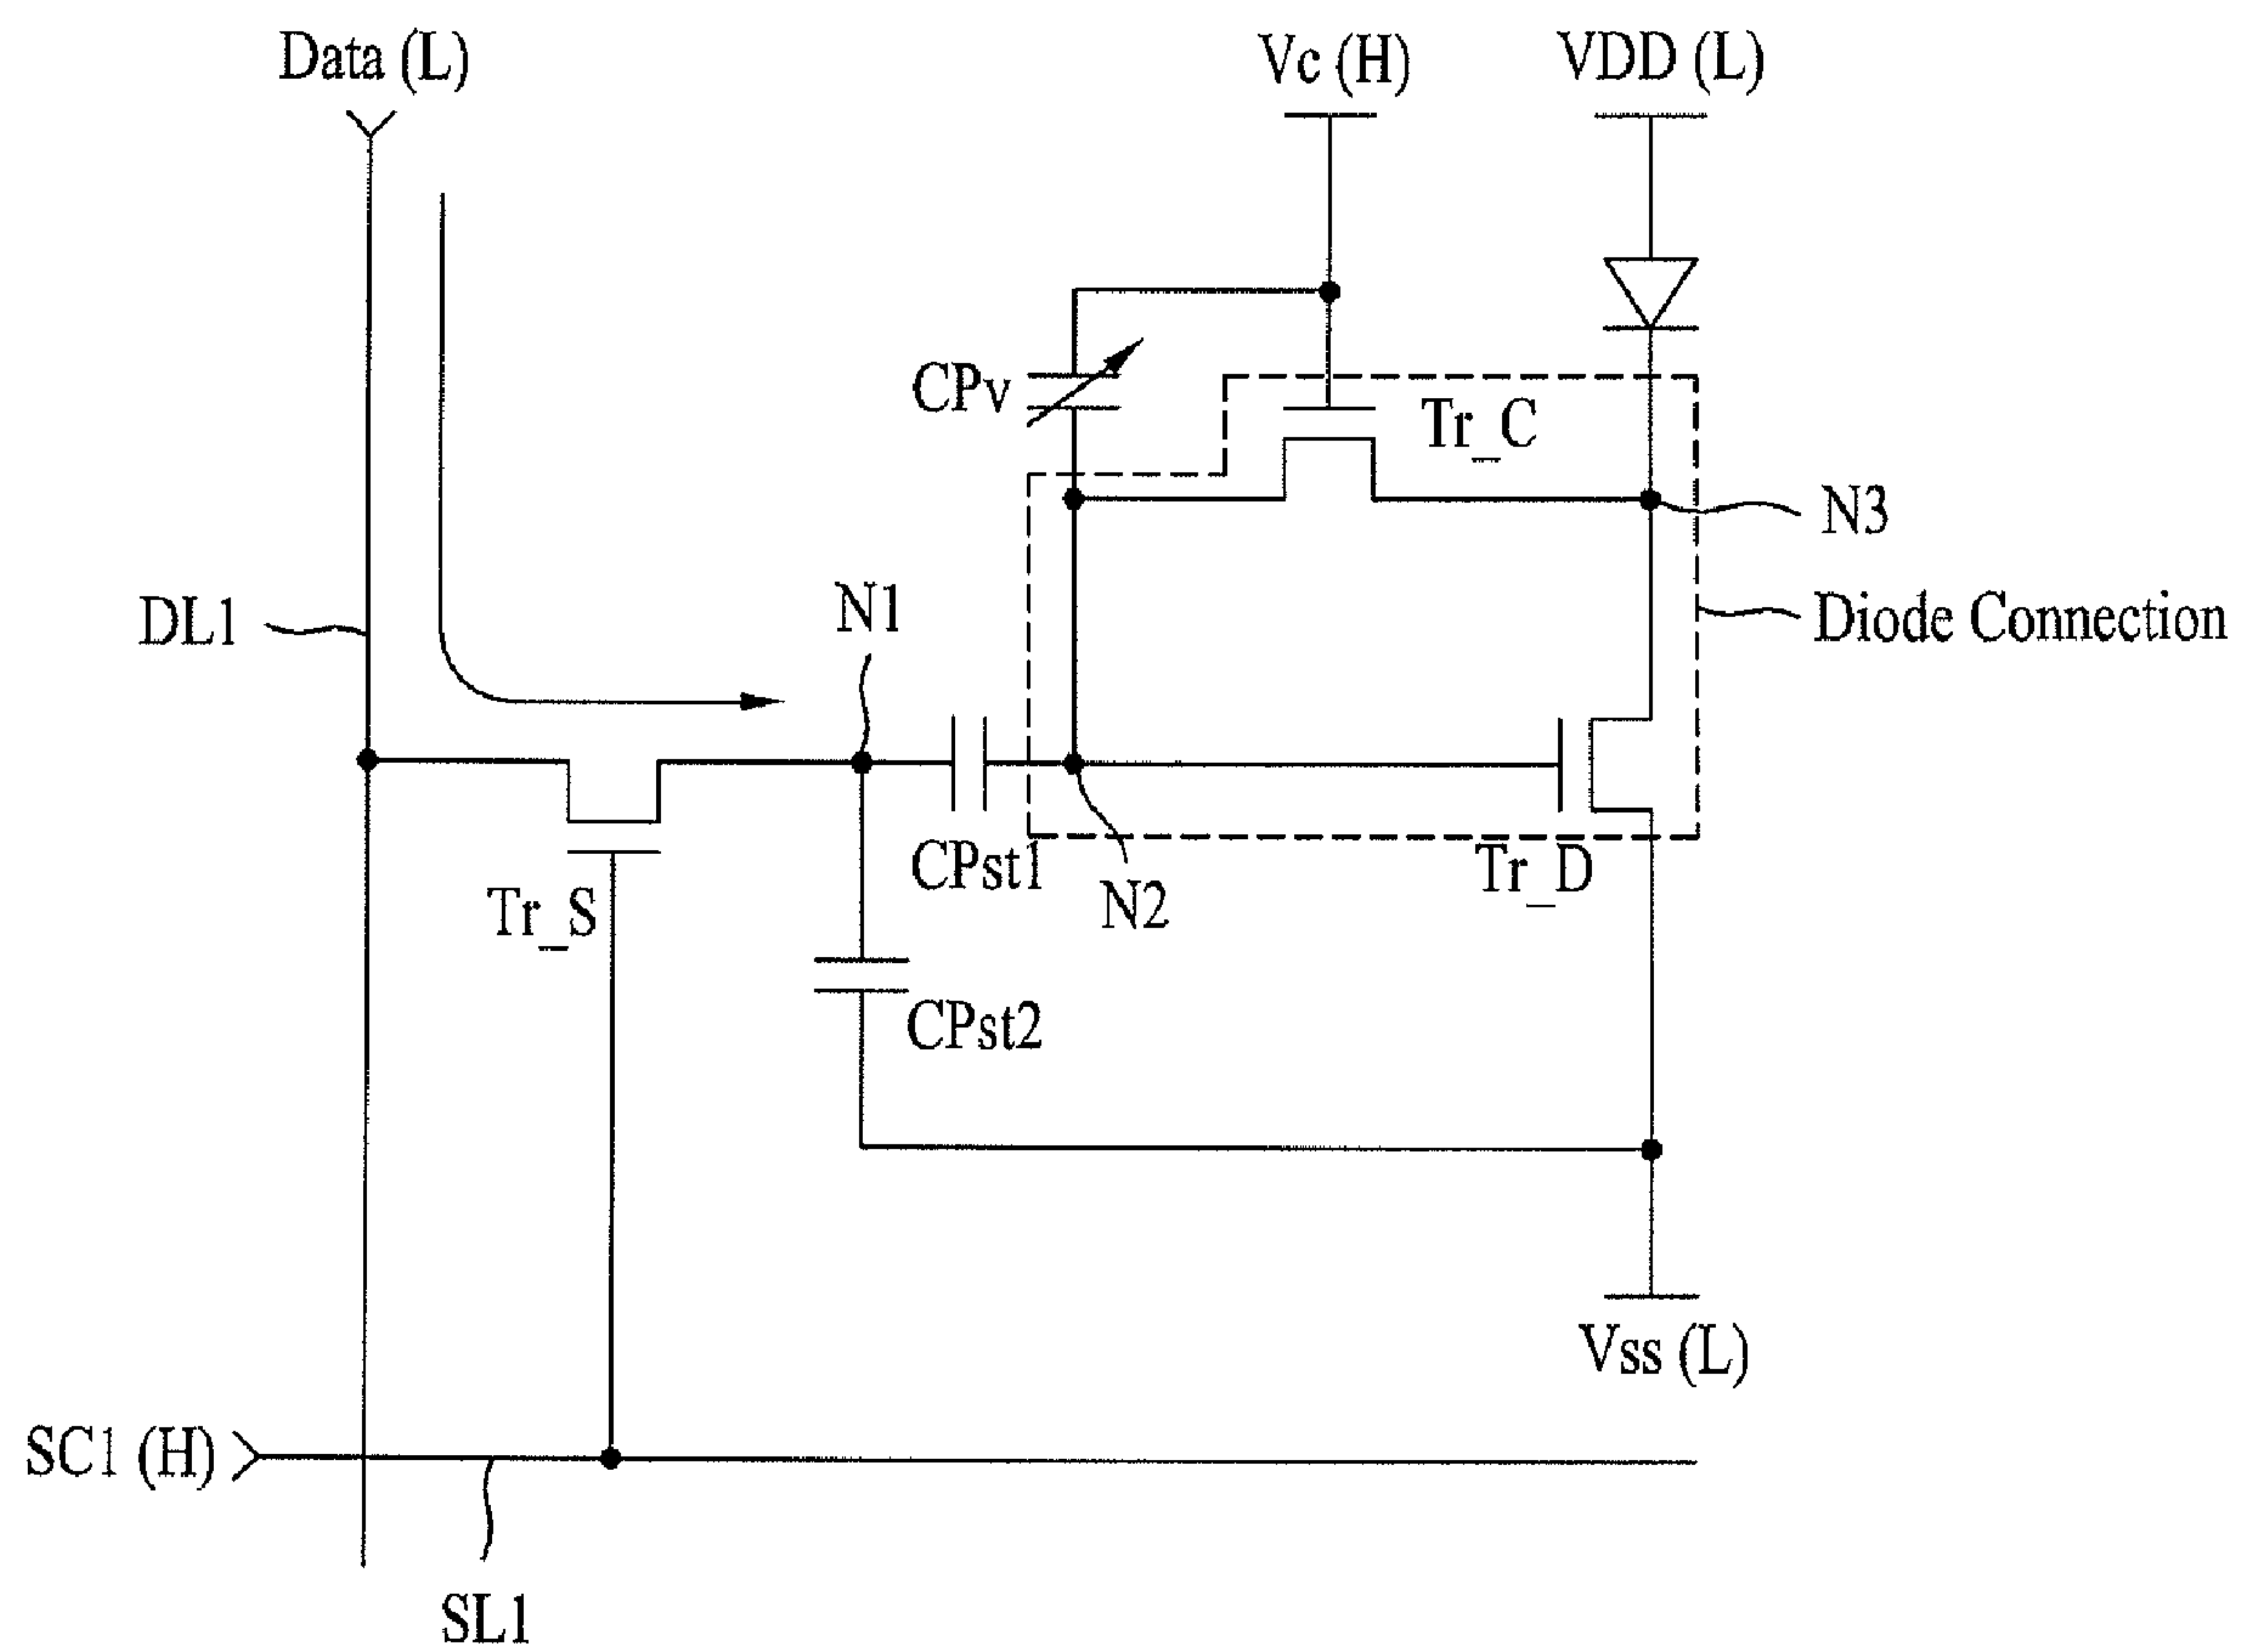 Data (L)
Vc (H)
VDD (L)
CPv
Tr_C
N3
N1
DL1
Diode Connection
CPst1
Tr_D
N2
Tr_S
CPst2
Vss (L)
SC1 (H)
SL1